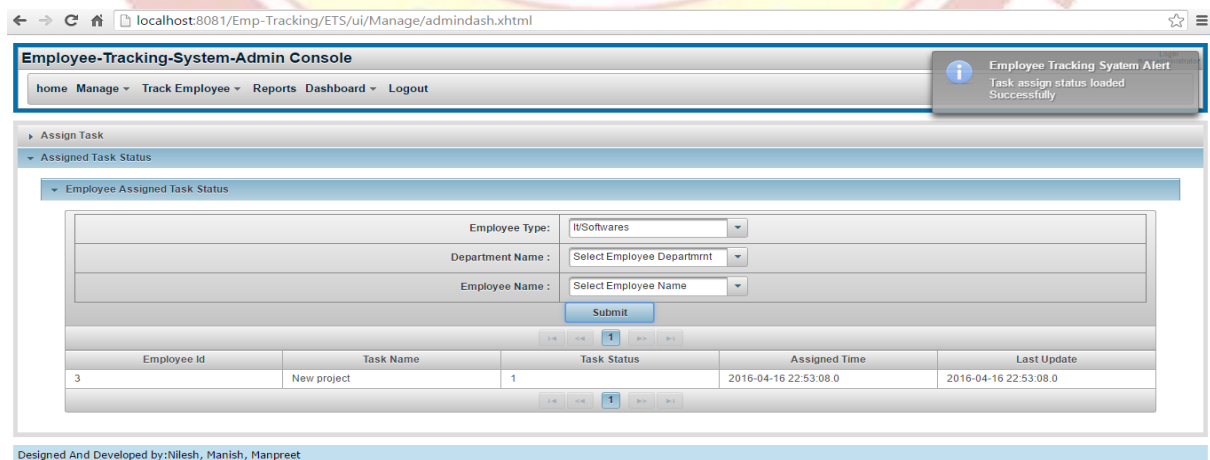 localhost:8081/Emp-Tracking/ETS/ui/Manage/admindash.xhtml
Employee-Tracking-System-Admin Console
home Manage Track Employee Reports Dashboard Logout
Employee Tracking Syatem Alert
Task assign status loaded
Successfully
Assign Task
Assigned Task Status
Employee Assigned Task Status
Employee Type: It/Softwares
Department Name : Select Employee Departmrnt
Employee Name : Select Employee Name
Submit
1
Employee Id Task Name Task Status Assigned Time Last Update
3 New project 1 2016-04-16 22:53:08.0 2016-04-16 22:53:08.0
1
Designed And Developed by:Nilesh, Manish, Manpreet